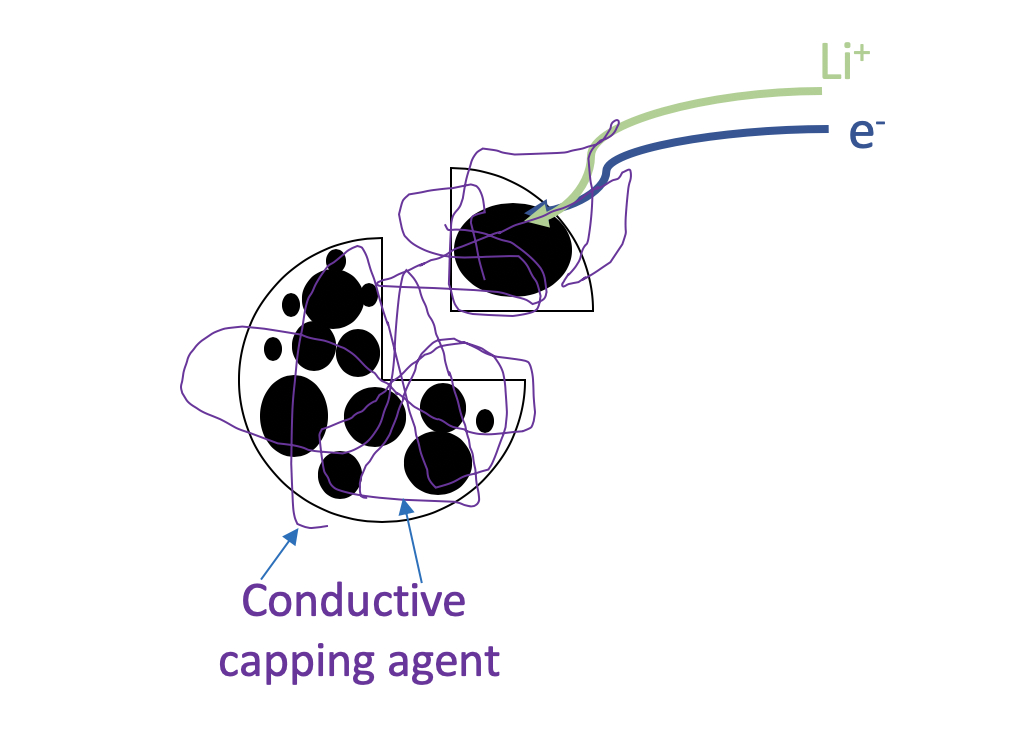 Li⁺
e⁻
Conductive
capping agent